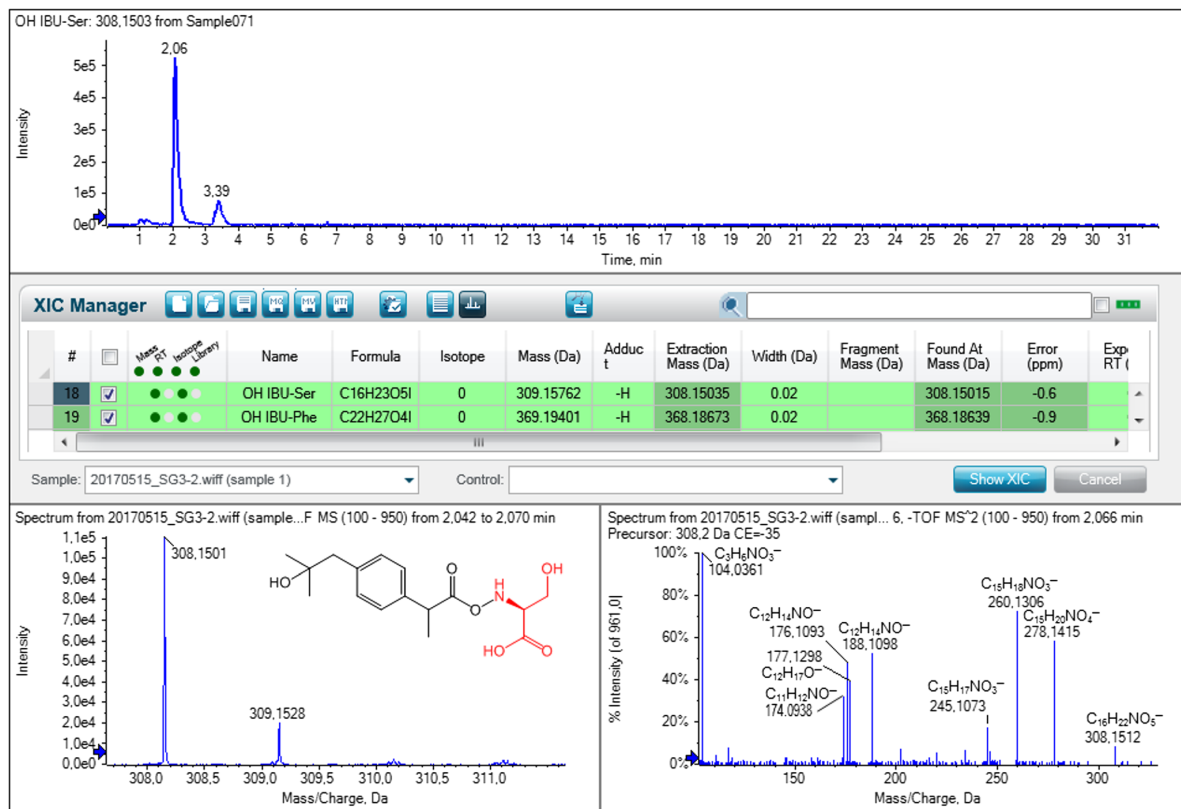 OH IBU-Ser: 308,1503 from Sample071
2,06
3,39
5e5
4e5
3e5
2e5
1e5
0e0
Intensity
1 2 3 4 5 6 7 8 9 10 11 12 13 14 15 16 17 18 19 20 21 22 23 24 25 26 27 28 29 30 31
Time, min
XIC Manager
MQ MV HTM
Mass RT Isotope Library
# Name Formula Isotope Mass (Da) Adduc t Extraction Mass (Da) Width (Da) Fragment Mass (Da) Found At Mass (Da) Error (ppm) Exp RT (
18 OH IBU-Ser C16H23O5I 0 309.15762 -H 308.15035 0.02 308.15015 -0.6
19 OH IBU-Phe C22H27O4I 0 369.19401 -H 368.18673 0.02 368.18639 -0.9
Sample: 20170515_SG3-2.wiff (sample 1) Control: Show XIC Cancel
Spectrum from 20170515_SG3-2.wiff (sample...F MS (100 - 950) from 2,042 to 2,070 min
1,1e5
1,0e5
9,0e4
8,0e4
7,0e4
6,0e4
5,0e4
4,0e4
3,0e4
2,0e4
1,0e4
0,0e0
Intensity
308,1501
309,1528
HO
O
O
H
N
OH
HO
O
308,0 308,5 309,0 309,5 310,0 310,5 311,0
Mass/Charge, Da
Spectrum from 20170515_SG3-2.wiff (sampl... 6, -TOF MS^2 (100 - 950) from 2,066 min
Precursor: 308,2 Da CE=-35
100%
80%
60%
40%
20%
0%
% Intensity (of 961,0)
C₃H₆NO₃⁻
104,0361
C₁₂H₁₄NO⁻
176,1093
177,1298
C₁₂H₁₇O⁻
C₁₁H₁₂NO⁻
174,0938
C₁₂H₁₄NO⁻
188,1098
C₁₅H₁₇NO₃⁻
245,1073
C₁₅H₁₈NO₃⁻
260,1306
C₁₅H₂₀NO₄⁻
278,1415
C₁₆H₂₂NO₅⁻
308,1512
150 200 250 300
Mass/Charge, Da